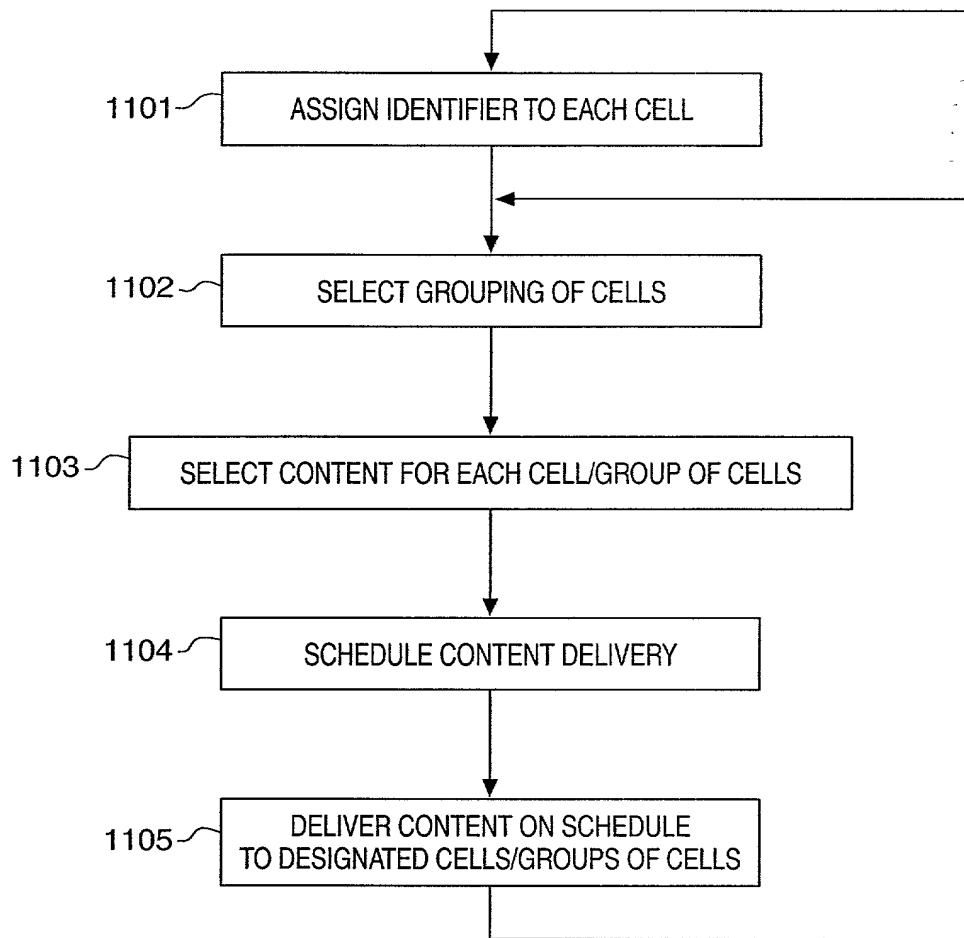 1101
ASSIGN IDENTIFIER TO EACH CELL
1102
SELECT GROUPING OF CELLS
1103
SELECT CONTENT FOR EACH CELL/GROUP OF CELLS
1104
SCHEDULE CONTENT DELIVERY
1105
DELIVER CONTENT ON SCHEDULE
TO DESIGNATED CELLS/GROUPS OF CELLS